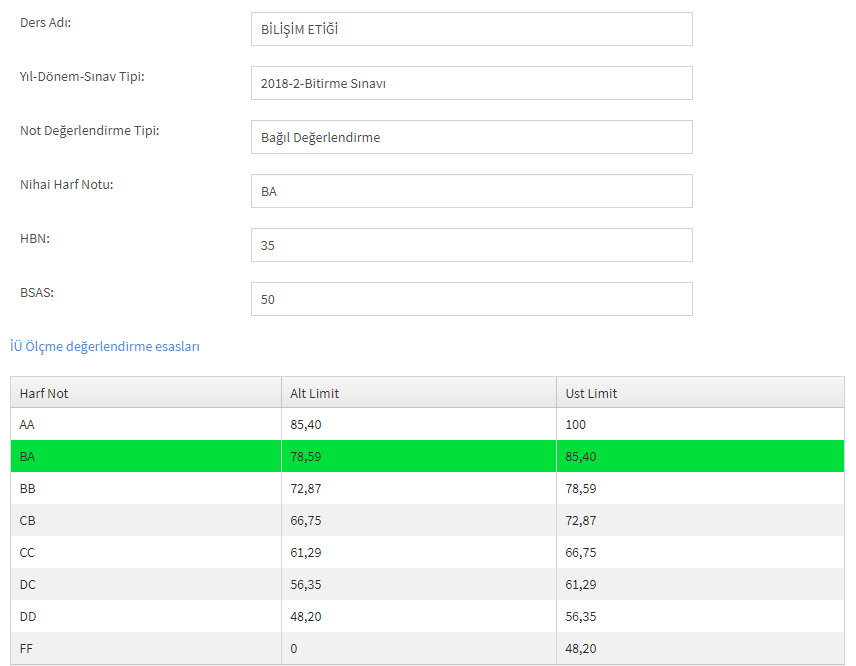 Ders Adı: BİLİŞİM ETİĞİ
Yıl-Dönem-Sınav Tipi: 2018-2-Bitirme Sınavı
Not Değerlendirme Tipi: Bağıl Değerlendirme
Nihai Harf Notu: BA
HBN: 35
BSAS: 50
İÜ Ölçme değerlendirme esasları
Harf Not Alt Limit Ust Limit
AA 85,40 100
BA 78,59 85,40
BB 72,87 78,59
CB 66,75 72,87
CC 61,29 66,75
DC 56,35 61,29
DD 48,20 56,35
FF 0 48,20